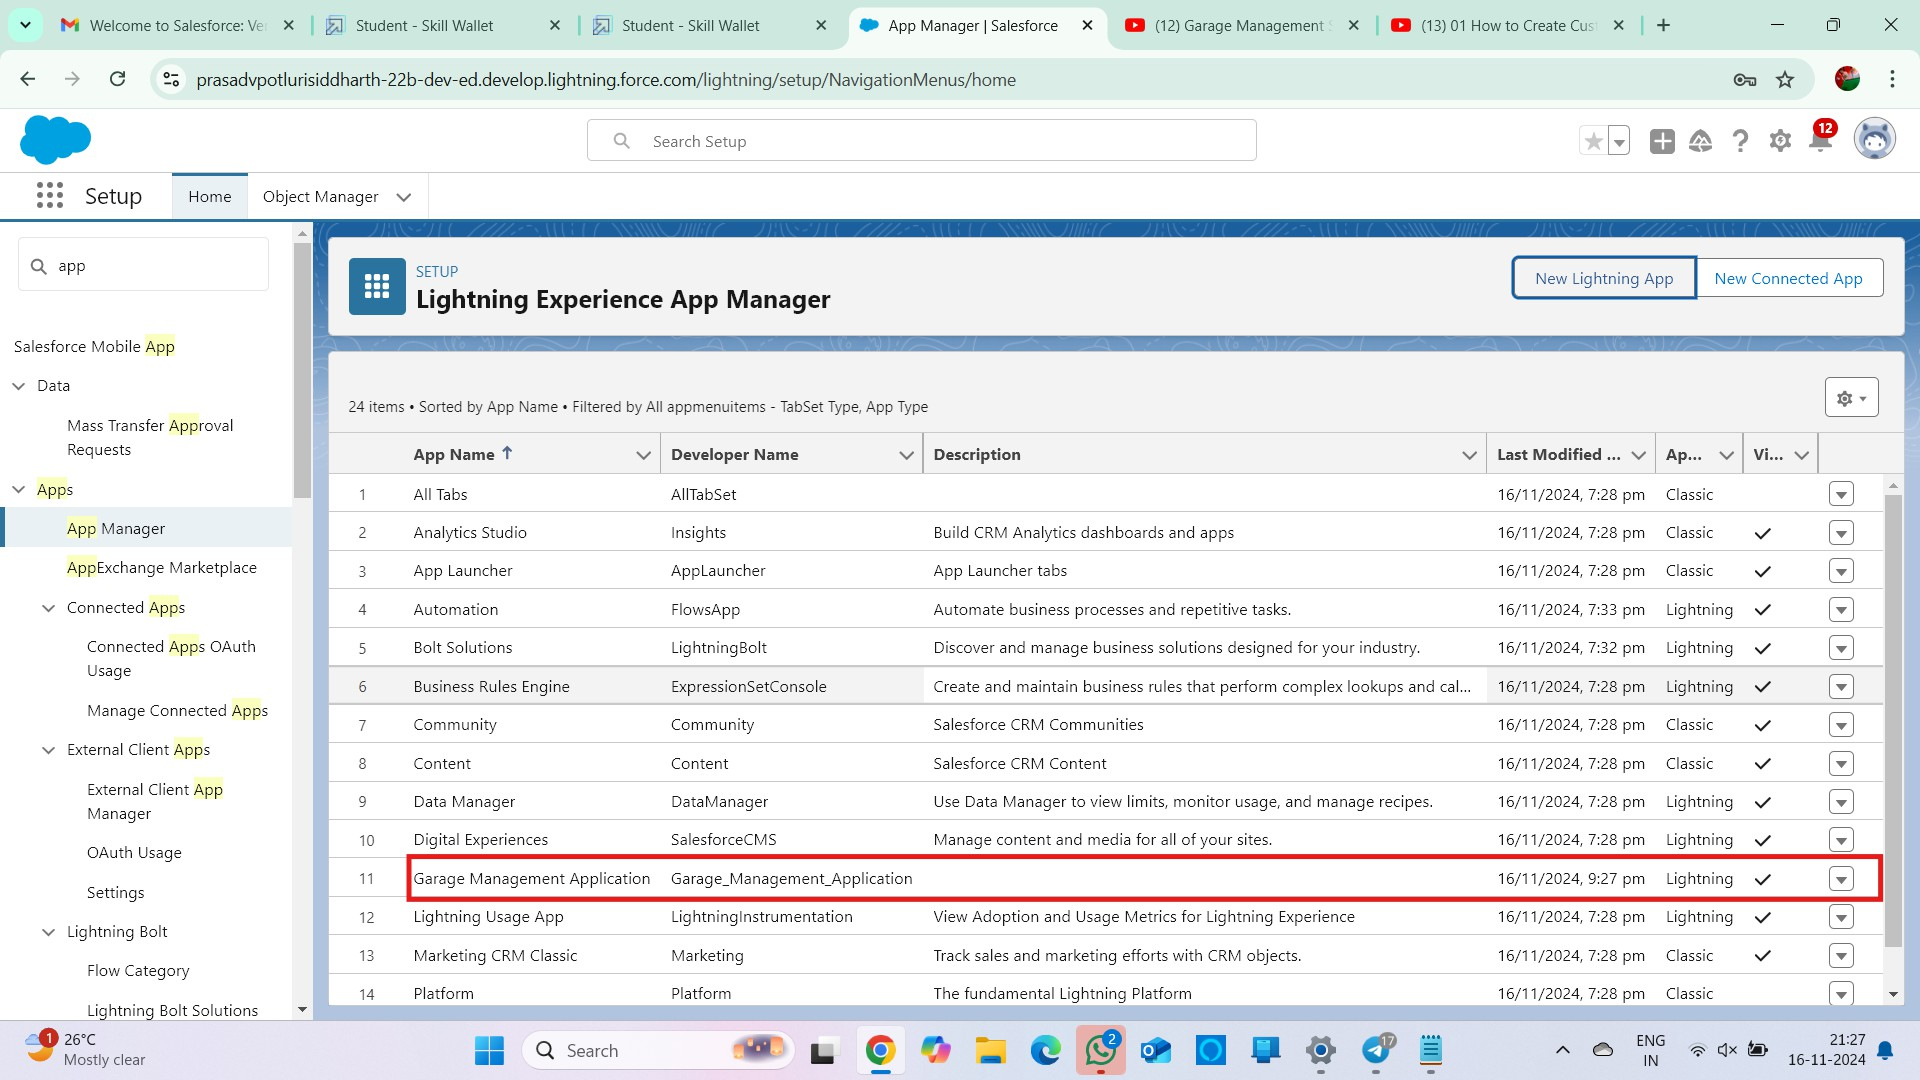 Welcome to Salesforce: Ve
Student - Skill Wallet
Student - Skill Wallet
App Manager | Salesforce
(12) Garage Management S
(13) 01 How to Create Cus
prasadvpotlurisiddharth-22b-dev-ed.develop.lightning.force.com/lightning/setup/NavigationMenus/home
Search Setup
12
Setup
Home
Object Manager
app
Salesforce Mobile App
Data
Mass Transfer Approval
Requests
Apps
App Manager
AppExchange Marketplace
Connected Apps
Connected Apps OAuth
Usage
Manage Connected Apps
External Client Apps
External Client App
Manager
OAuth Usage
Settings
Lightning Bolt
Flow Category
Lightning Bolt Solutions
SETUP
Lightning Experience App Manager
New Lightning App
New Connected App
24 items • Sorted by App Name • Filtered by All appmenuitems - TabSet Type, App Type
App Name Developer Name Description Last Modified ... Ap... Vi...
1 All Tabs AllTabSet 16/11/2024, 7:28 pm Classic
2 Analytics Studio Insights Build CRM Analytics dashboards and apps 16/11/2024, 7:28 pm Classic
3 App Launcher AppLauncher App Launcher tabs 16/11/2024, 7:28 pm Classic
4 Automation FlowsApp Automate business processes and repetitive tasks. 16/11/2024, 7:33 pm Lightning
5 Bolt Solutions LightningBolt Discover and manage business solutions designed for your industry. 16/11/2024, 7:32 pm Lightning
6 Business Rules Engine ExpressionSetConsole Create and maintain business rules that perform complex lookups and cal... 16/11/2024, 7:28 pm Lightning
7 Community Community Salesforce CRM Communities 16/11/2024, 7:28 pm Classic
8 Content Content Salesforce CRM Content 16/11/2024, 7:28 pm Classic
9 Data Manager DataManager Use Data Manager to view limits, monitor usage, and manage recipes. 16/11/2024, 7:28 pm Lightning
10 Digital Experiences SalesforceCMS Manage content and media for all of your sites. 16/11/2024, 7:28 pm Lightning
11 Garage Management Application Garage_Management_Application 16/11/2024, 9:27 pm Lightning
12 Lightning Usage App LightningInstrumentation View Adoption and Usage Metrics for Lightning Experience 16/11/2024, 7:28 pm Lightning
13 Marketing CRM Classic Marketing Track sales and marketing efforts with CRM objects. 16/11/2024, 7:28 pm Classic
14 Platform Platform The fundamental Lightning Platform 16/11/2024, 7:28 pm Classic
1
26°C
Mostly clear
Search
2
17
ENG
IN
21:27
16-11-2024